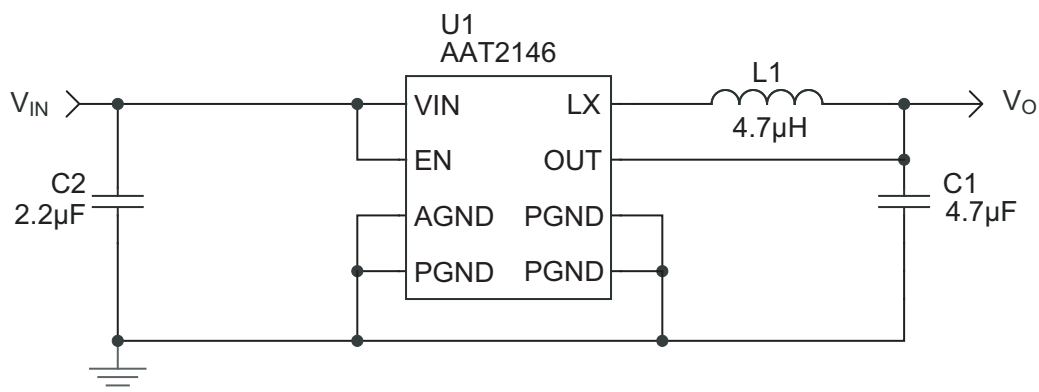 U1
AAT2146
L1
V_IN
VIN
LX
V_O
4.7µH
EN
OUT
C2
2.2µF
C1
4.7µF
AGND
PGND
PGND
PGND